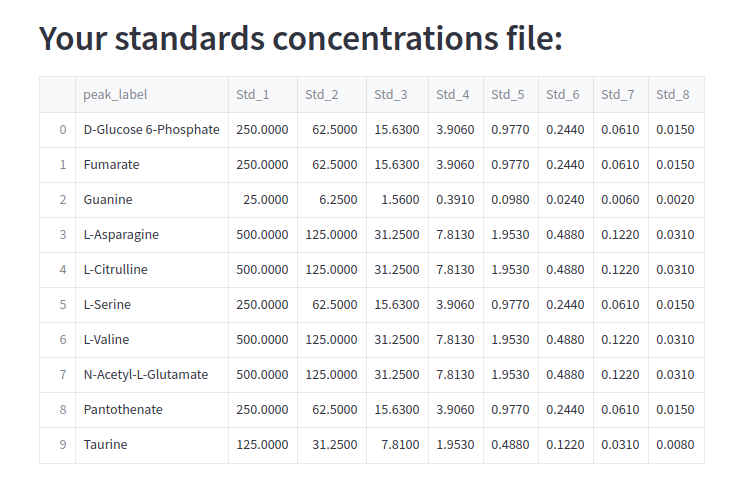 Your standards concentrations file:
peak_label Std_1 Std_2 Std_3 Std_4 Std_5 Std_6 Std_7 Std_8
0 D-Glucose 6-Phosphate 250.0000 62.5000 15.6300 3.9060 0.9770 0.2440 0.0610 0.0150
1 Fumarate 250.0000 62.5000 15.6300 3.9060 0.9770 0.2440 0.0610 0.0150
2 Guanine 25.0000 6.2500 1.5600 0.3910 0.0980 0.0240 0.0060 0.0020
3 L-Asparagine 500.0000 125.0000 31.2500 7.8130 1.9530 0.4880 0.1220 0.0310
4 L-Citrulline 500.0000 125.0000 31.2500 7.8130 1.9530 0.4880 0.1220 0.0310
5 L-Serine 250.0000 62.5000 15.6300 3.9060 0.9770 0.2440 0.0610 0.0150
6 L-Valine 500.0000 125.0000 31.2500 7.8130 1.9530 0.4880 0.1220 0.0310
7 N-Acetyl-L-Glutamate 500.0000 125.0000 31.2500 7.8130 1.9530 0.4880 0.1220 0.0310
8 Pantothenate 250.0000 62.5000 15.6300 3.9060 0.9770 0.2440 0.0610 0.0150
9 Taurine 125.0000 31.2500 7.8100 1.9530 0.4880 0.1220 0.0310 0.0080